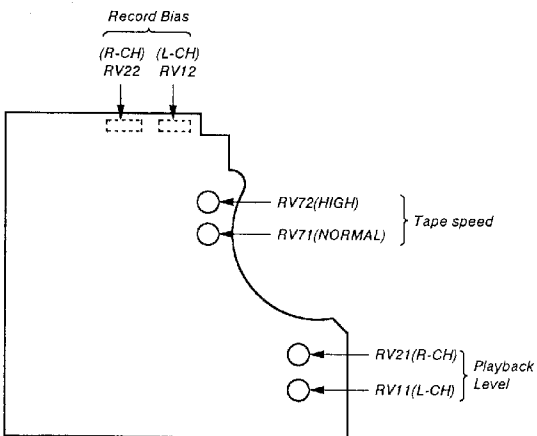 Record Bias
(R-CH) (L-CH)
RV22 RV12
RV72(HIGH)
Tape speed
RV71(NORMAL)
RV21(R-CH)
Playback
Level
RV11(L-CH)